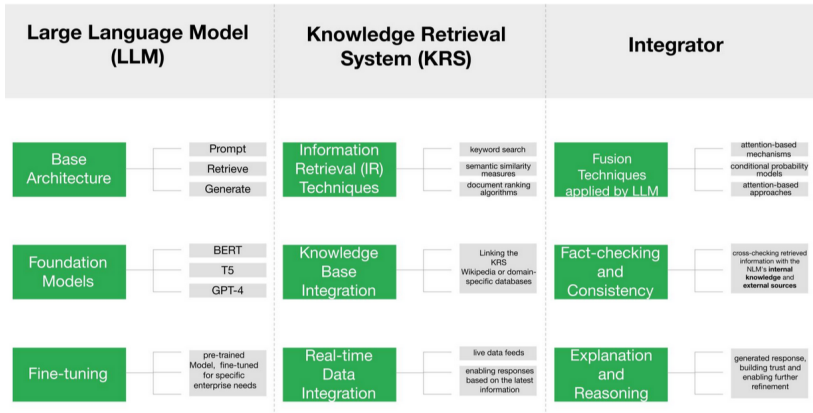 Large Language Model
(LLM)
Knowledge Retrieval
System (KRS)
Integrator
Base
Architecture
Prompt
Retrieve
Generate
Information
Retrieval (IR)
Techniques
keyword search
semantic similarity
measures
document ranking
algorithms
Fusion
Techniques
applied by LLM
attention-based
mechanisms
conditional probability
models
attention-based
approaches
Foundation
Models
BERT
T5
GPT-4
Knowledge
Base
Integration
Linking the
KRS
Wikipedia or domain-
specific databases
Fact-checking
and
Consistency
cross-checking retrieved
information with the
NLM's internal
knowledge and
external sources
Fine-tuning
pre-trained
Model, fine-tuned
for specific
enterprise needs
Real-time
Data
Integration
live data feeds
enabling responses
based on the latest
information
Explanation
and
Reasoning
generated response,
building trust and
enabling further
refinement